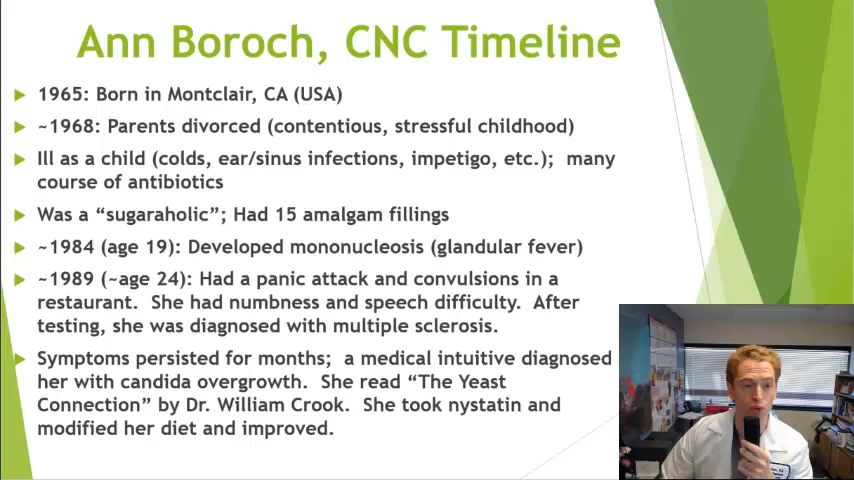 Ann Boroch, CNC Timeline
1965: Born in Montclair, CA (USA)
~1968: Parents divorced (contentious, stressful childhood)
Ill as a child (colds, ear/sinus infections, impetigo, etc.); many
course of antibiotics
Was a “sugaraholic”; Had 15 amalgam fillings
~1984 (age 19): Developed mononucleosis (glandular fever)
~1989 (~age 24): Had a panic attack and convulsions in a
restaurant. She had numbness and speech difficulty. After
testing, she was diagnosed with multiple sclerosis.
Symptoms persisted for months; a medical intuitive diagnosed
her with candida overgrowth. She read “The Yeast
Connection” by Dr. William Crook. She took nystatin and
modified her diet and improved.